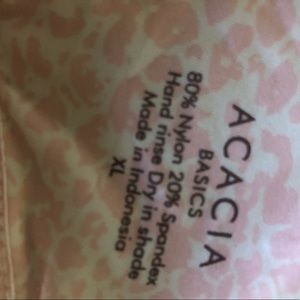 ACACIA
BASICS
80% Nylon 20% Spandex
Hand rinse Dry in shade
Made in Indonesia
XL